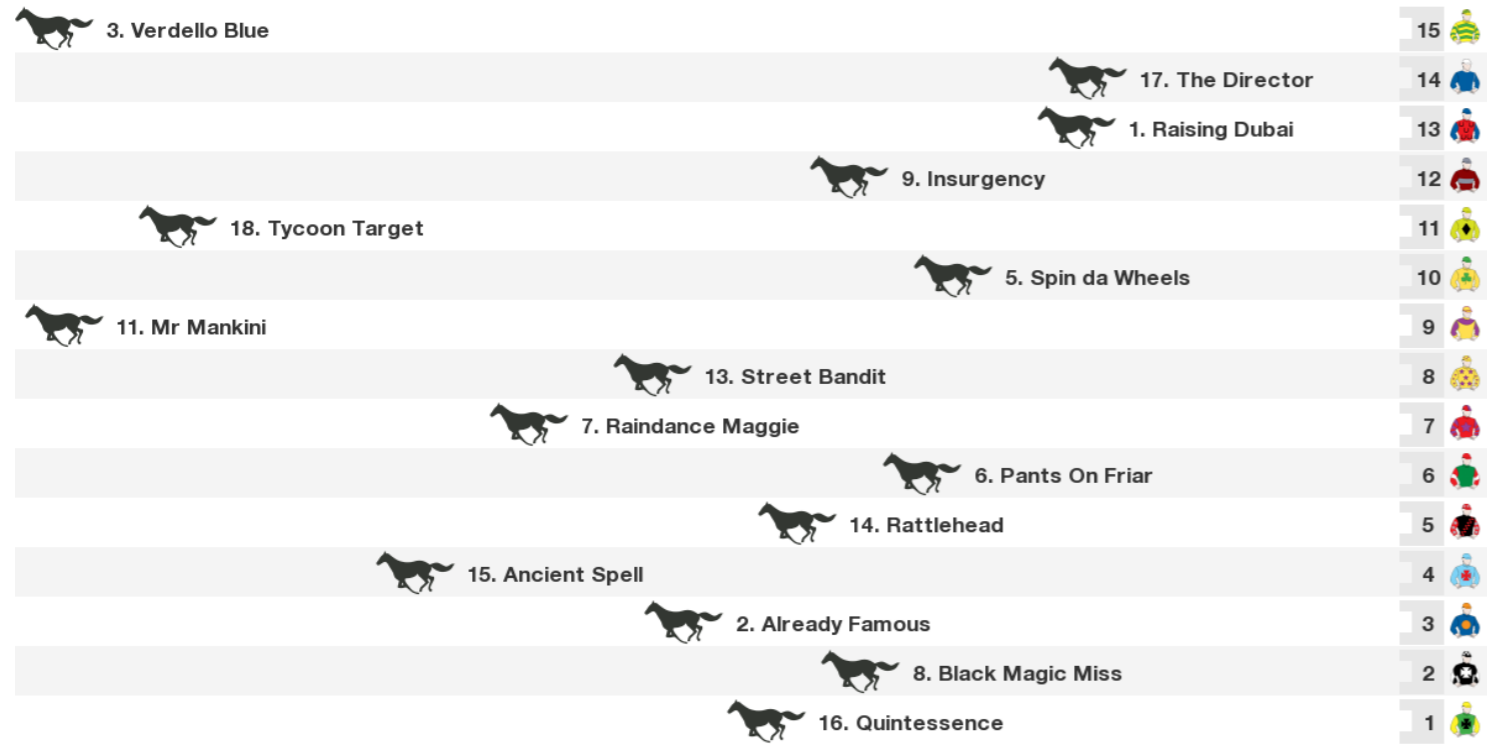 3. Verdello Blue 15
17. The Director 14
1. Raising Dubai 13
9. Insurgency 12
18. Tycoon Target 11
5. Spin da Wheels 10
11. Mr Mankini 9
13. Street Bandit 8
7. Raindance Maggie 7
6. Pants On Friar 6
14. Rattlehead 5
15. Ancient Spell 4
2. Already Famous 3
8. Black Magic Miss 2
16. Quintessence 1